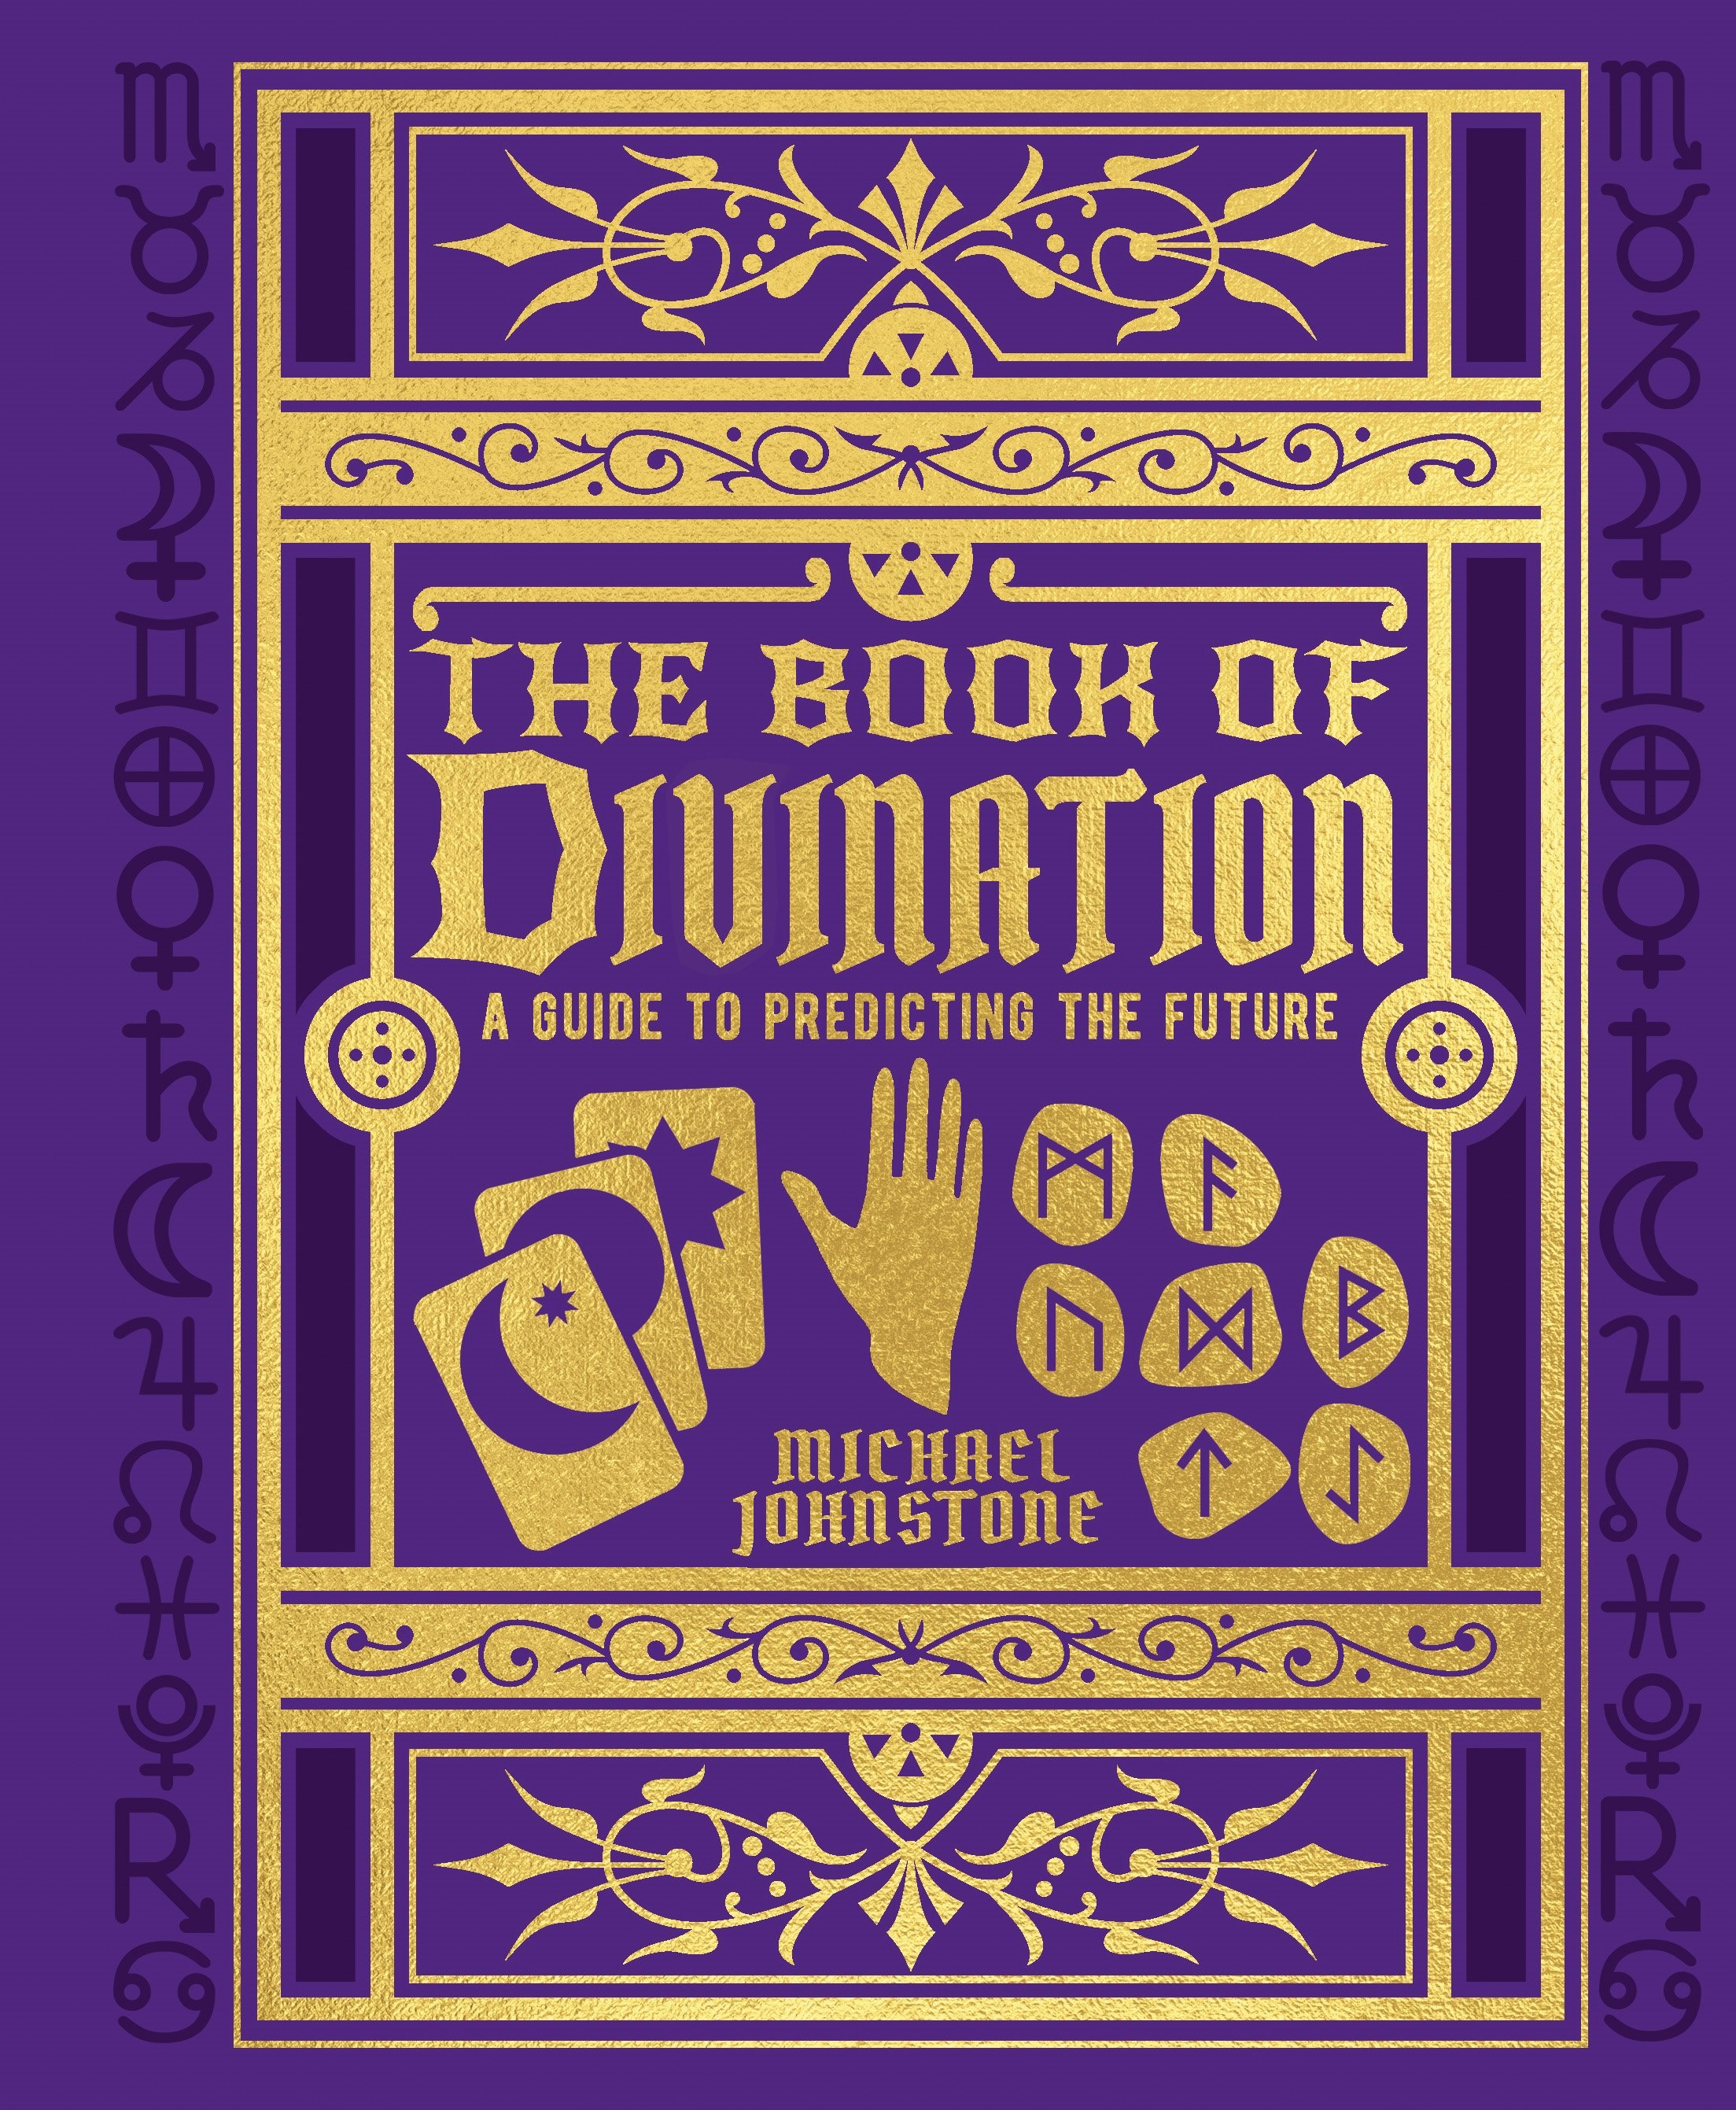 THE BOOK OF
DIVINATION
A GUIDE TO PREDICTING THE FUTURE
ᛗ ᚨ
ᚢ ᛞ ᛒ
ᛏ ᛇ
MICHAEL
JOHNSTONE